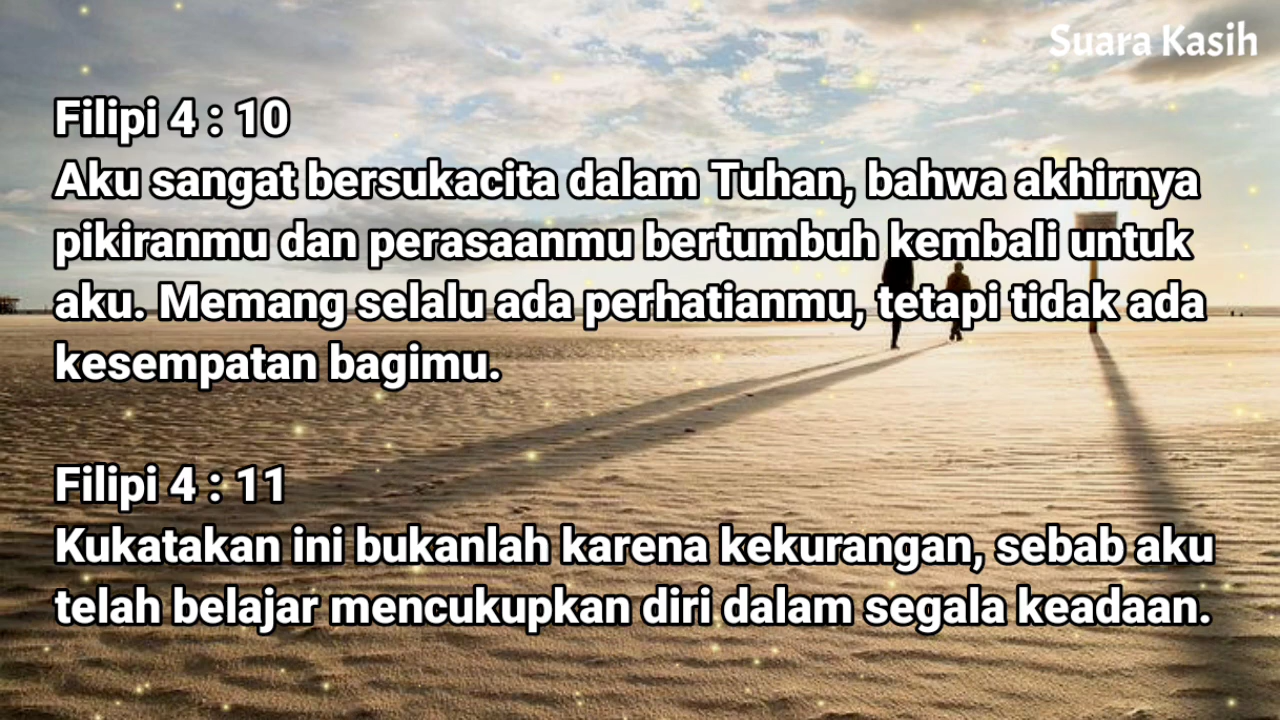 Suara Kasih
Filipi 4 : 10
Aku sangat bersukacita dalam Tuhan, bahwa akhirnya
pikiranmu dan perasaanmu bertumbuh kembali untuk
aku. Memang selalu ada perhatianmu, tetapi tidak ada
kesempatan bagimu.
Filipi 4 : 11
Kukatakan ini bukanlah karena kekurangan, sebab aku
telah belajar mencukupkan diri dalam segala keadaan.